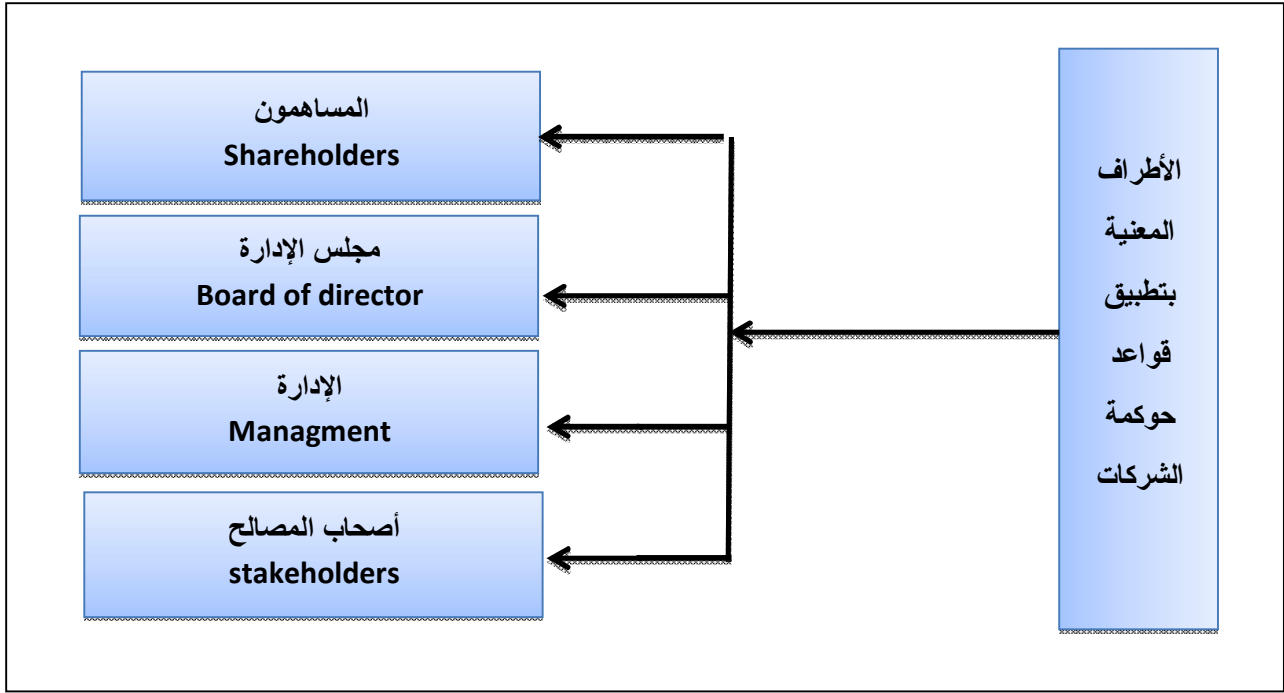 الأطراف
المعنية
بتطبيق
قواعد
حوكمة
الشركات
المساهمون
Shareholders
مجلس الإدارة
Board of director
الإدارة
Managment
أصحاب المصالح
stakeholders